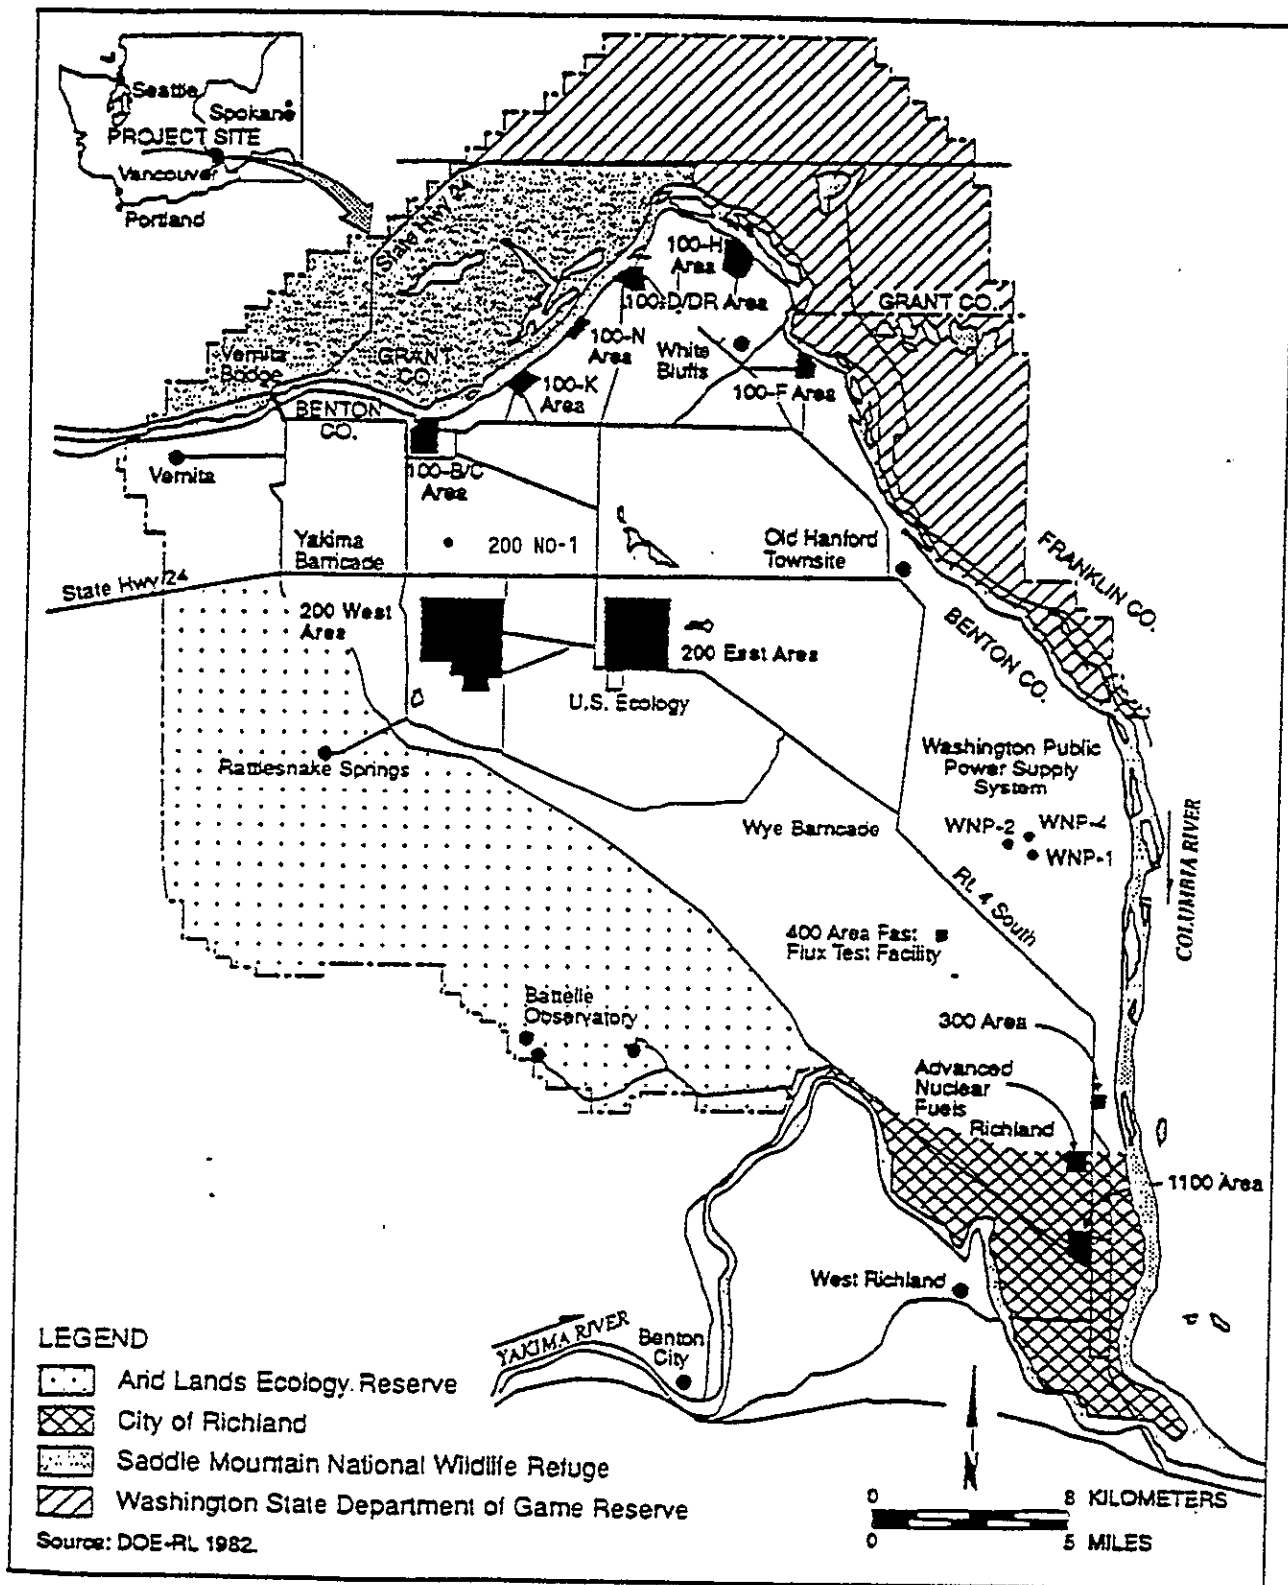 Seattle
Spokane
PROJECT SITE
Vancouver
Portland
State Hwy 24
100-H
Area
100-D/DR Area
GRANT CO.
100-N
Area
White
Bluffs
Vernita
Bridge
GRANT
CO
100-K
Area
100-F Area
BENTON
CO.
Vernita
100-B/C
Area
Yakima
Barricade
200 NO-1
Old Hanford
Townsite
FRANKLIN CO.
State Hwy 24
200 West
Area
200 East Area
BENTON CO.
U.S. Ecology
Rattlesnake Springs
Washington Public
Power Supply
System
Wye Barricade
WNP-2
WNP-4
WNP-1
Rt. 4 South
COLUMBIA RIVER
400 Area Fast
Flux Test Facility
Battelle
Observatory
300 Area
Advanced
Nuclear
Fuels
Richland
1100 Area
West Richland
YAKIMA RIVER
Benton
City
N
LEGEND
Arid Lands Ecology Reserve
City of Richland
Saddle Mountain National Wildlife Refuge
Washington State Department of Game Reserve
Source: DOE-RL 1982.
0 8 KILOMETERS
0 5 MILES